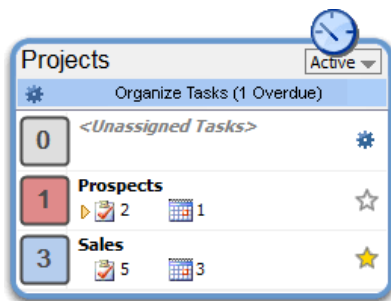 Projects Active
Organize Tasks (1 Overdue)
0 <Unassigned Tasks>
1 Prospects
2 1
3 Sales
5 3